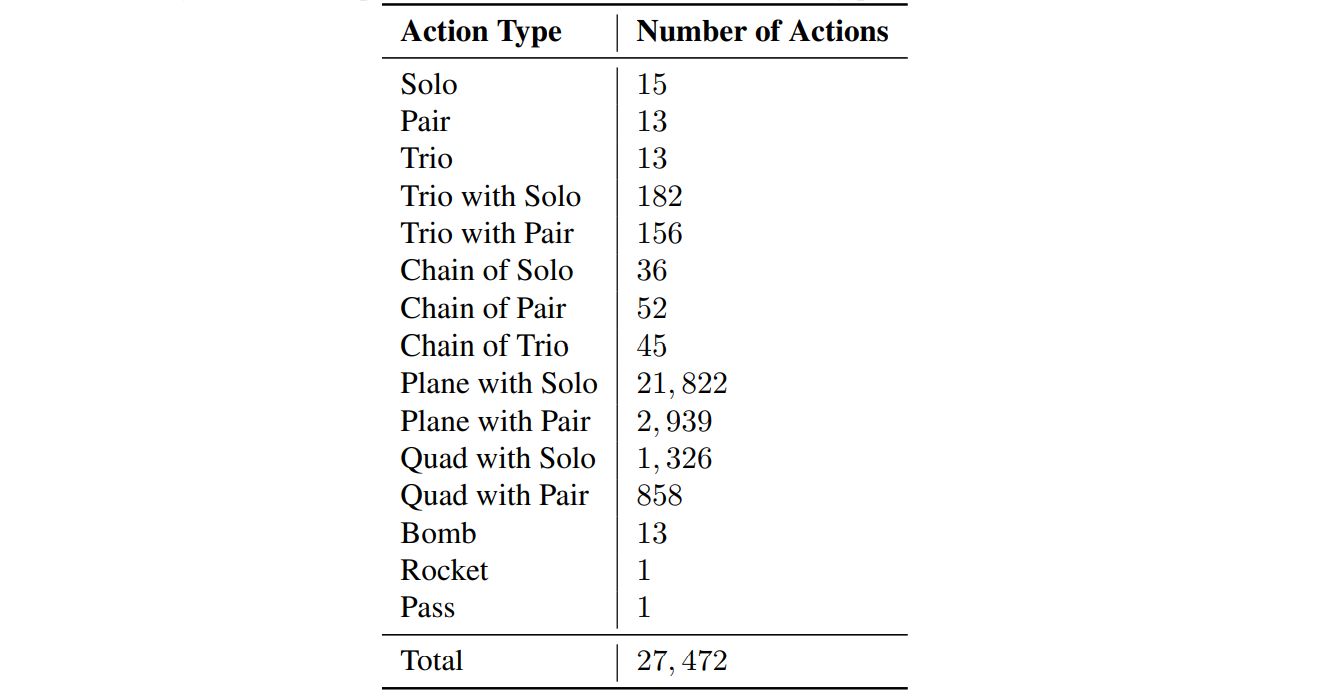 Action Type Number of Actions
Solo 15
Pair 13
Trio 13
Trio with Solo 182
Trio with Pair 156
Chain of Solo 36
Chain of Pair 52
Chain of Trio 45
Plane with Solo 21, 822
Plane with Pair 2, 939
Quad with Solo 1, 326
Quad with Pair 858
Bomb 13
Rocket 1
Pass 1
Total 27, 472